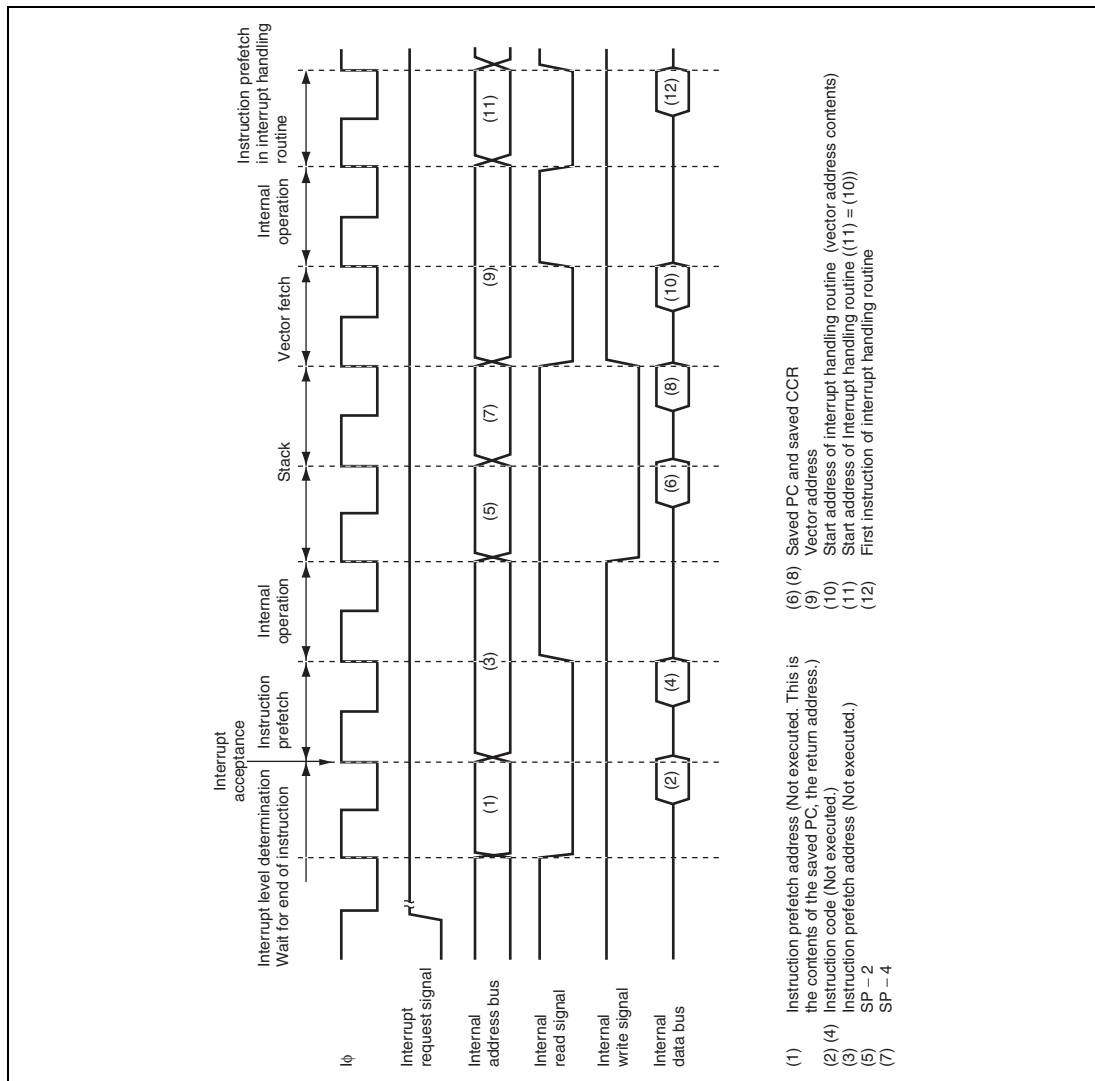 Interrupt level determination
Wait for end of instruction
Interrupt
acceptance
Instruction
prefetch
Internal
operation
Stack
Vector fetch
Internal
operation
Instruction prefetch
in interrupt handling
routine
Iϕ
Interrupt
request signal
Internal
address bus
(1)
(3)
(5)
(7)
(9)
(11)
Internal
read signal
Internal
write signal
Internal
data bus
(2)
(4)
(6)
(8)
(10)
(12)
(1) Instruction prefetch address (Not executed. This is
the contents of the saved PC, the return address.)
(2) (4) Instruction code (Not executed.)
(3) Instruction prefetch address (Not executed.)
(5) SP – 2
(7) SP – 4
(6) (8) Saved PC and saved CCR
(9) Vector address
(10) Start address of interrupt handling routine (vector address contents)
(11) Start address of Interrupt handling routine ((11) = (10))
(12) First instruction of interrupt handling routine